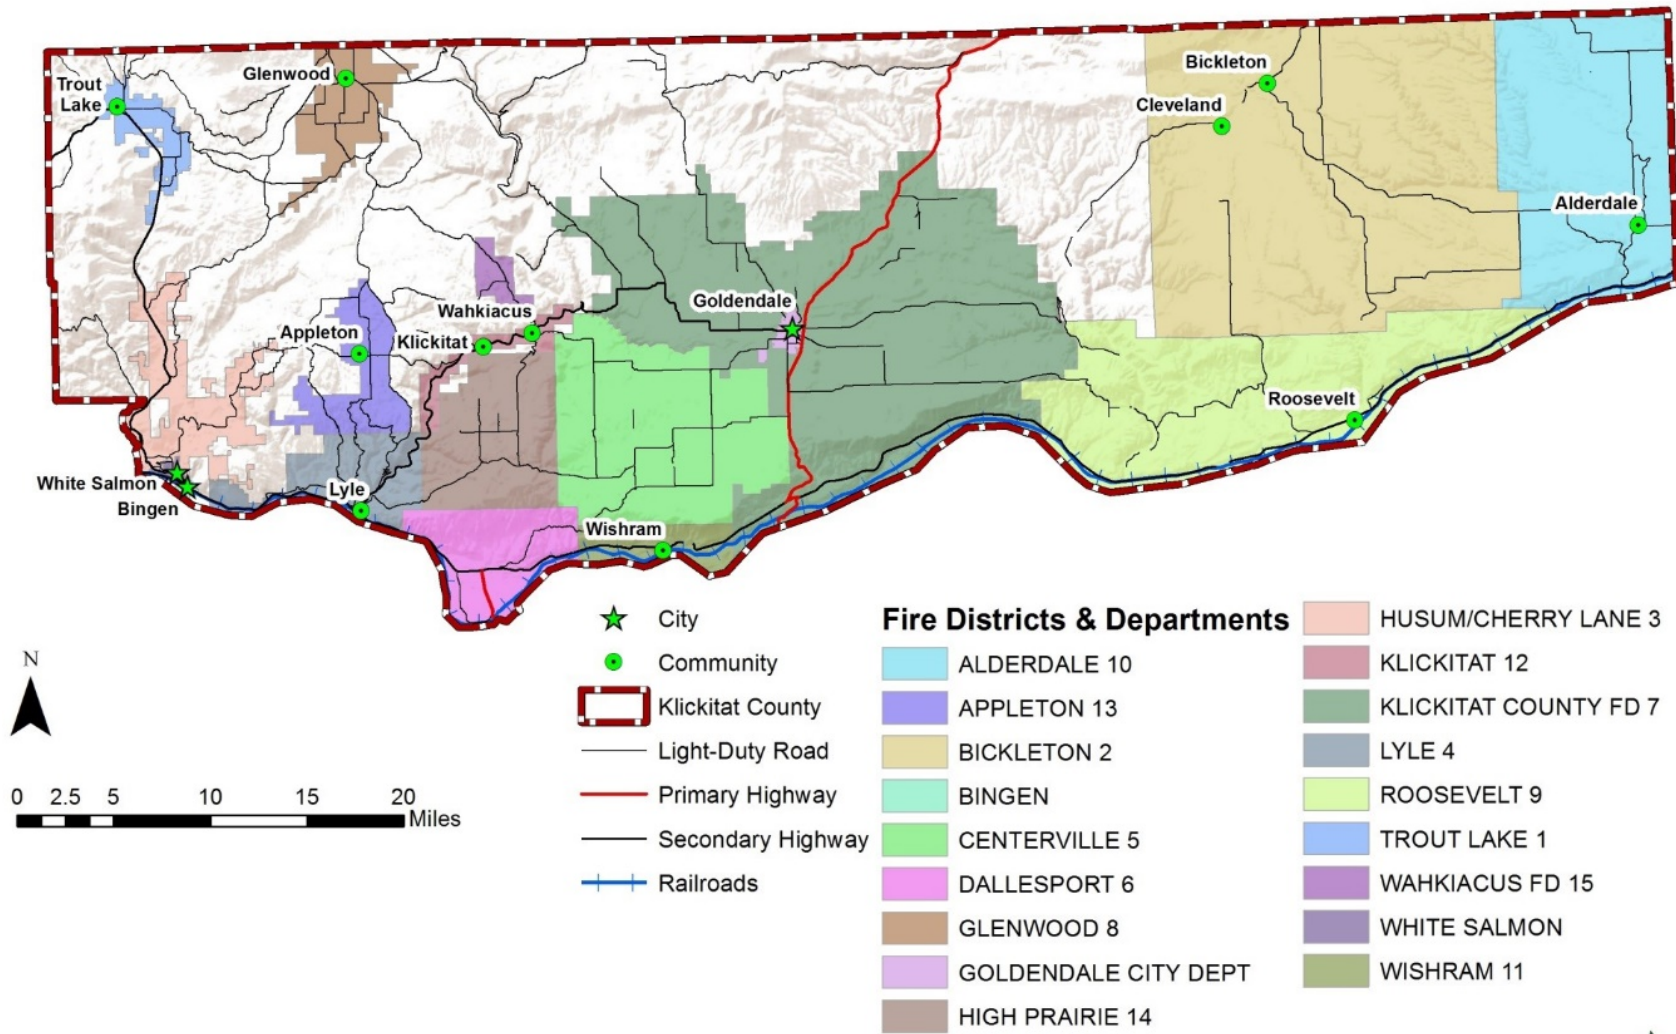 Trout
Lake
Glenwood
Bickleton
Cleveland
Alderdale
Goldendale
Wahkiacus
Appleton
Klickitat
Roosevelt
White Salmon
Bingen
Lyle
Wishram
N
0 2.5 5 10 15 20
Miles
City
Community
Klickitat County
Light-Duty Road
Primary Highway
Secondary Highway
Railroads
Fire Districts & Departments
ALDERDALE 10
APPLETON 13
BICKLETON 2
BINGEN
CENTERVILLE 5
DALLESPORT 6
GLENWOOD 8
GOLDENDALE CITY DEPT
HIGH PRAIRIE 14
HUSUM/CHERRY LANE 3
KLICKITAT 12
KLICKITAT COUNTY FD 7
LYLE 4
ROOSEVELT 9
TROUT LAKE 1
WAHKIACUS FD 15
WHITE SALMON
WISHRAM 11